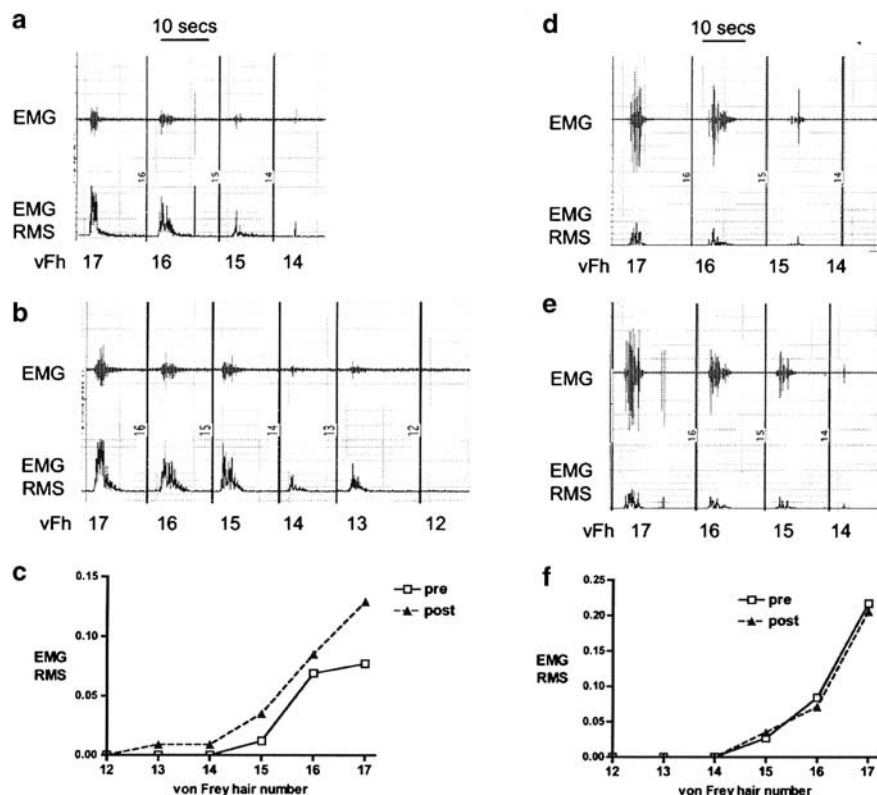 a
10 secs
EMG
16
15
14
EMG
RMS
vFh 17 16 15 14
b
EMG
16
15
14
13
12
EMG
RMS
vFh 17 16 15 14 13 12
c
0.15
0.10
0.05
0.00
EMG
RMS
pre
post
12 13 14 15 16 17
von Frey hair number
d
10 secs
EMG
16
15
14
EMG
RMS
vFh 17 16 15 14
e
EMG
16
15
14
EMG
RMS
vFh 17 16 15 14
f
0.25
0.20
0.15
0.10
0.05
0.00
EMG
RMS
pre
post
12 13 14 15 16 17
von Frey hair number